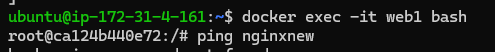 ubuntu@ip-172-31-4-161:~$ docker exec -it web1 bash
root@ca124b440e72:/# ping nginxnew